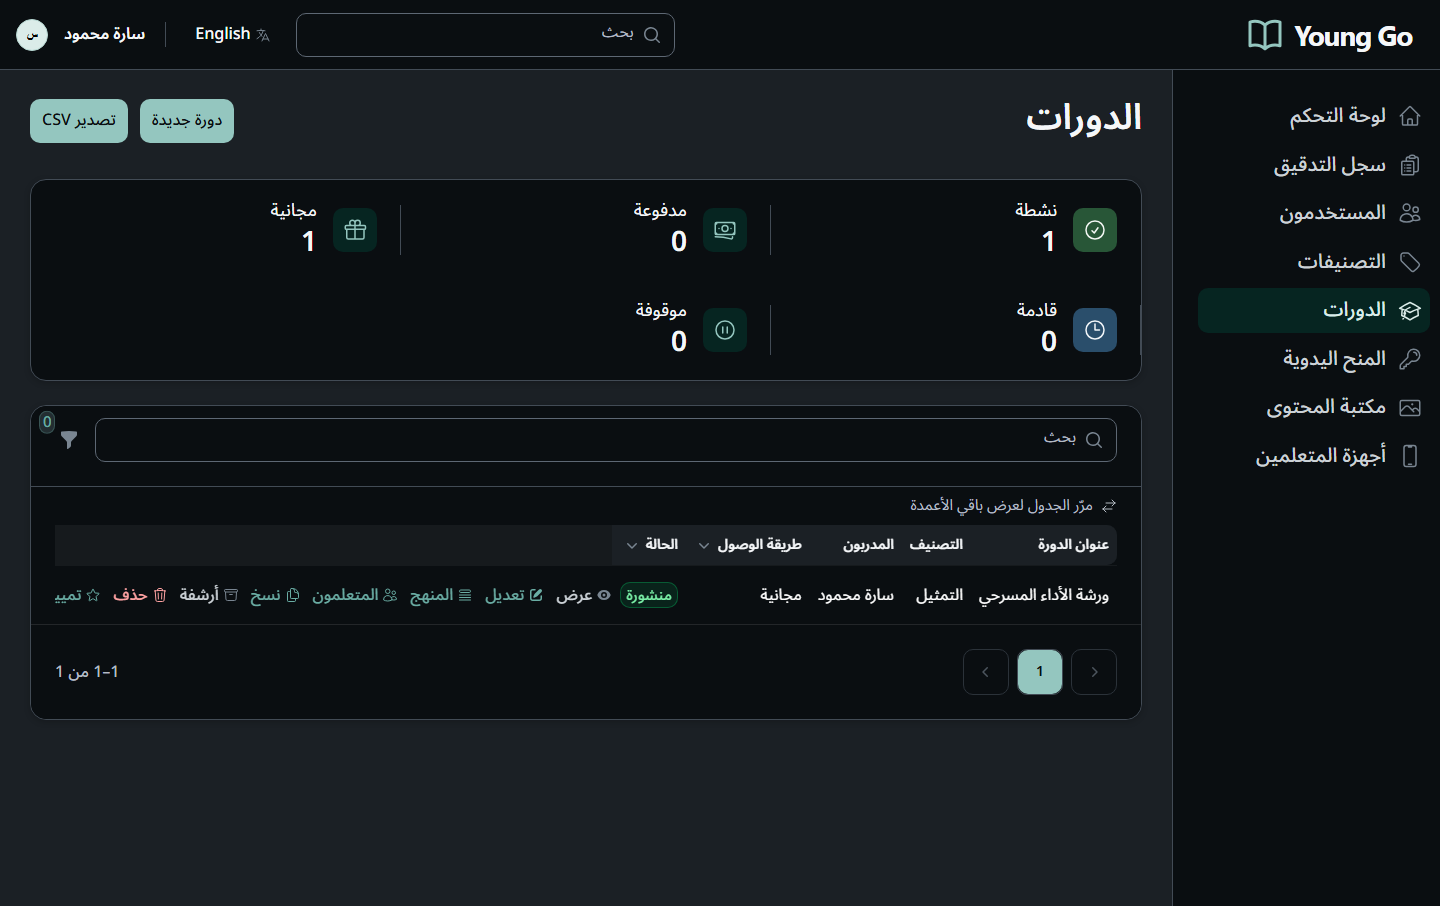 Young Go
بحث
English
سارة محمود
س
لوحة التحكم
سجل التدقيق
المستخدمون
التصنيفات
الدورات
المنح اليدوية
مكتبة المحتوى
أجهزة المتعلمين
الدورات
دورة جديدة
تصدير CSV
نشطة
1
مدفوعة
0
مجانية
1
قادمة
0
موقوفة
0
بحث
0
مرّر الجدول لعرض باقي الأعمدة
عنوان الدورة التصنيف المدربون طريقة الوصول الحالة
ورشة الأداء المسرحي التمثيل سارة محمود مجانية منشورة عرض تعديل المنهج المتعلمون نسخ أرشفة حذف تميي
1
1–1 من 1